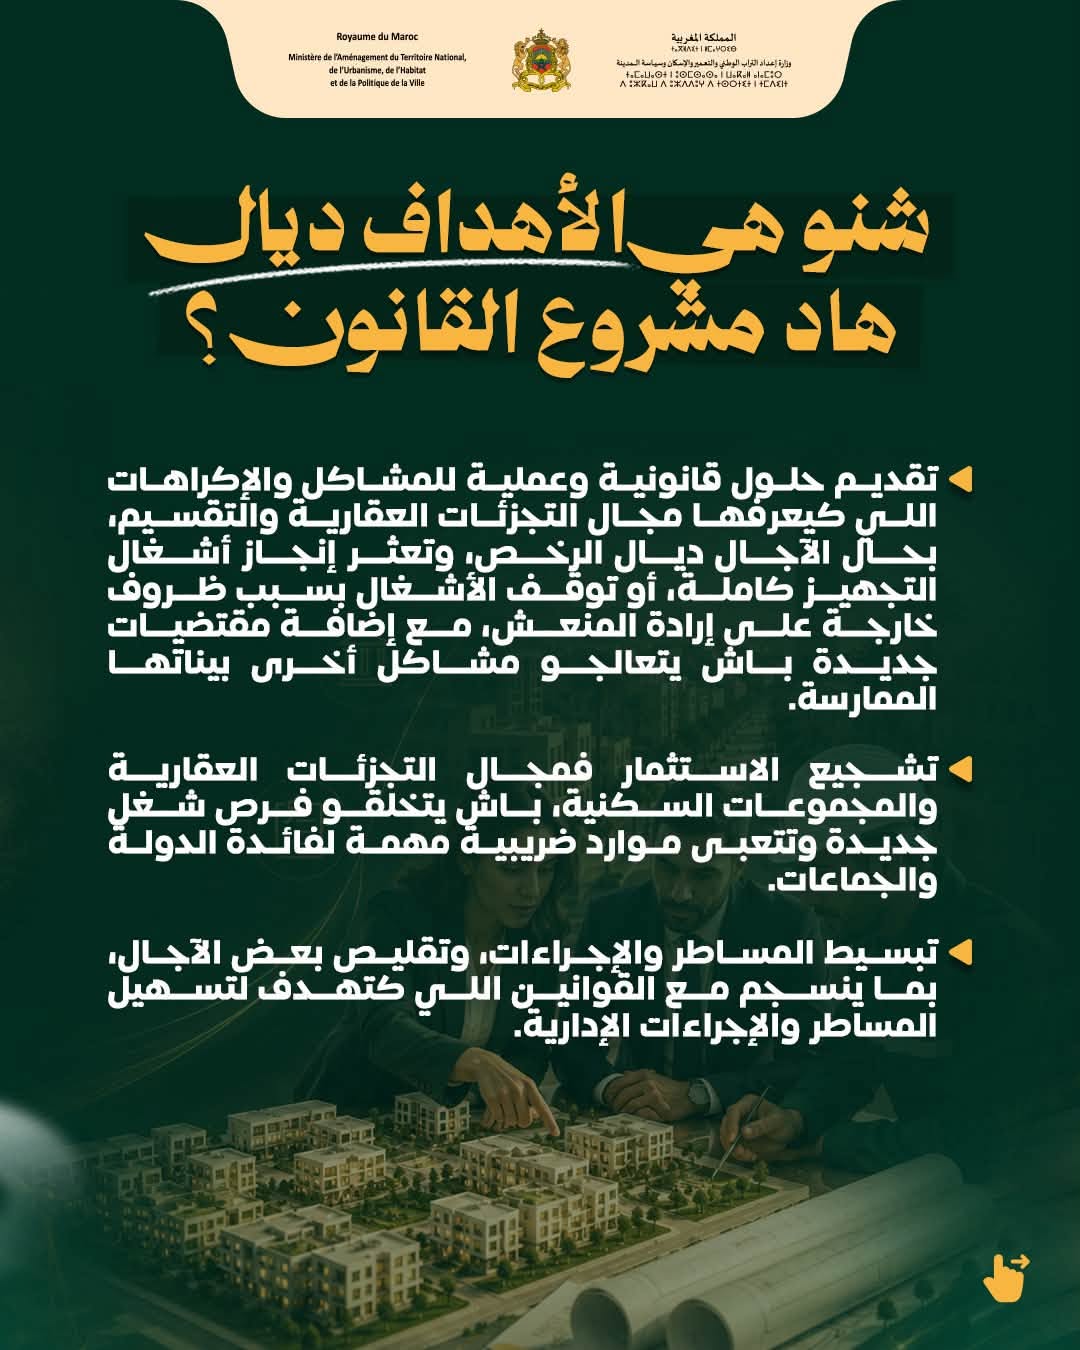 Royaume du Maroc
Ministère de l'Aménagement du Territoire National,
de l'Urbanisme, de l'Habitat
et de la Politique de la Ville
المملكة المغربية
ⵜⴰⴳⵍⴷⵉⵜ ⵏ ⵍⵎⵖⵔⵉⴱ
وزارة إعداد التراب الوطني والتعمير والإسكان وسياسة المدينة
شنو هي الأهداف ديال
هاد مشروع القانون؟
تقديم حلول قانونية وعملية للمشاكل والإكراهات
اللي كيعرفها مجال التجزئات العقارية والتقسيم،
بحال الآجال ديال الرخص، وتعثر إنجاز أشغال
التجهيز كاملة، أو توقف الأشغال بسبب ظروف
خارجة على إرادة المنعش، مع إضافة مقتضيات
جديدة باش يتعالجو مشاكل أخرى بيناتها
الممارسة.
تشجيع الاستثمار فمجال التجزئات العقارية
والمجموعات السكنية، باش يتخلقو فرص شغل
جديدة وتتعبى موارد ضريبية مهمة لفائدة الدولة
والجماعات.
تبسيط المساطر والإجراءات، وتقليص بعض الآجال،
بما ينسجم مع القوانين اللي كتهدف لتسهيل
المساطر والإجراءات الإدارية.